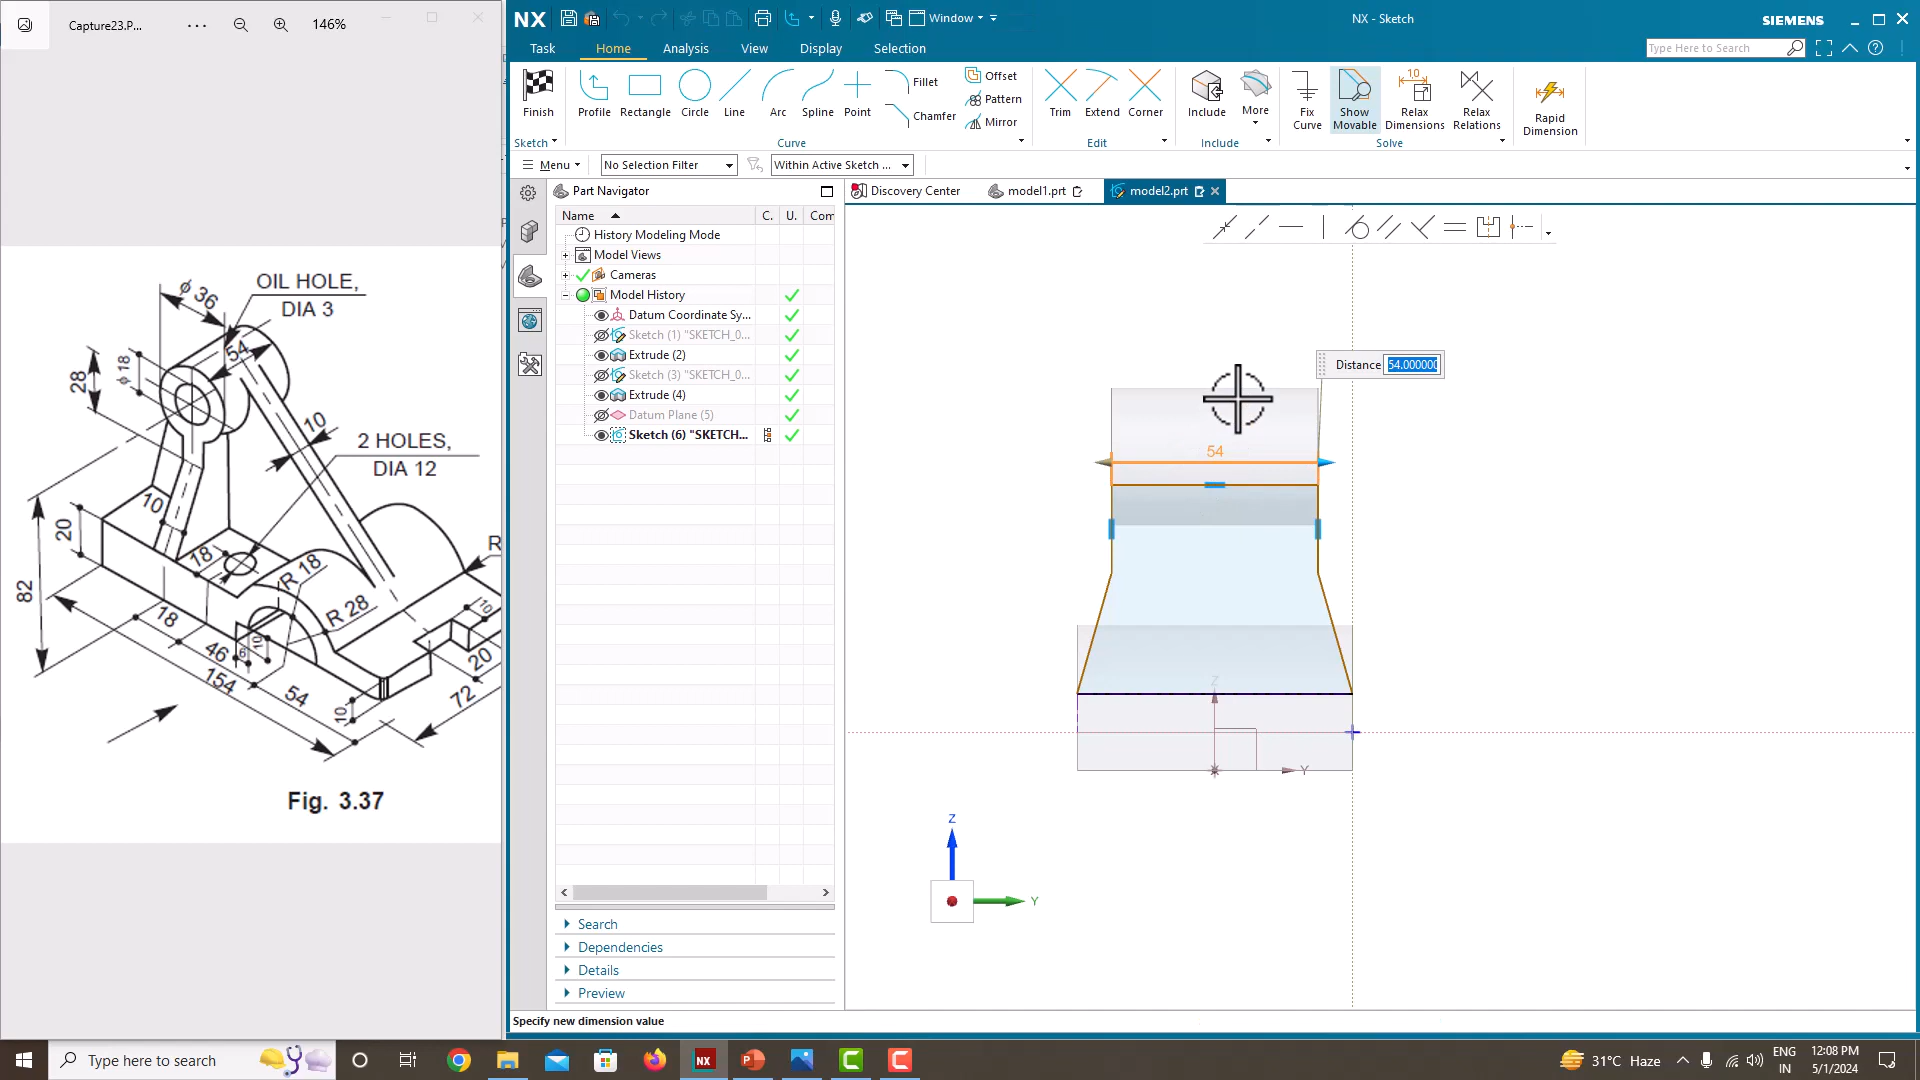 Capture23.P...
146%
NX
Window
NX - Sketch
SIEMENS
Task
Home
Analysis
View
Display
Selection
Type Here to Search
Finish
Profile
Rectangle
Circle
Line
Arc
Spline
Point
Fillet
Chamfer
Offset
Pattern
Mirror
Trim
Extend
Corner
Include
More
Fix
Curve
Show
Movable
Relax
Dimensions
Relax
Relations
Rapid
Dimension
Sketch
Curve
Edit
Include
Solve
Menu
No Selection Filter
Within Active Sketch ...
Part Navigator
Discovery Center
model1.prt
model2.prt
Name
C.
U.
Com
History Modeling Mode
Model Views
Cameras
Model History
Datum Coordinate Sy...
Sketch (1) "SKETCH_0...
Extrude (2)
Sketch (3) "SKETCH_0...
Extrude (4)
Datum Plane (5)
Sketch (6) "SKETCH...
Search
Dependencies
Details
Preview
Distance 54.000000
54
Z
Y
Z
Y
OIL HOLE,
DIA 3
ϕ 36
54
28
ϕ 18
10
2 HOLES,
DIA 12
10
20
18
R 18
R
R 28
82
18
46
6
10
154
54
10
10
20
72
Fig. 3.37
Specify new dimension value
Type here to search
31°C Haze
ENG
IN
12:08 PM
5/1/2024